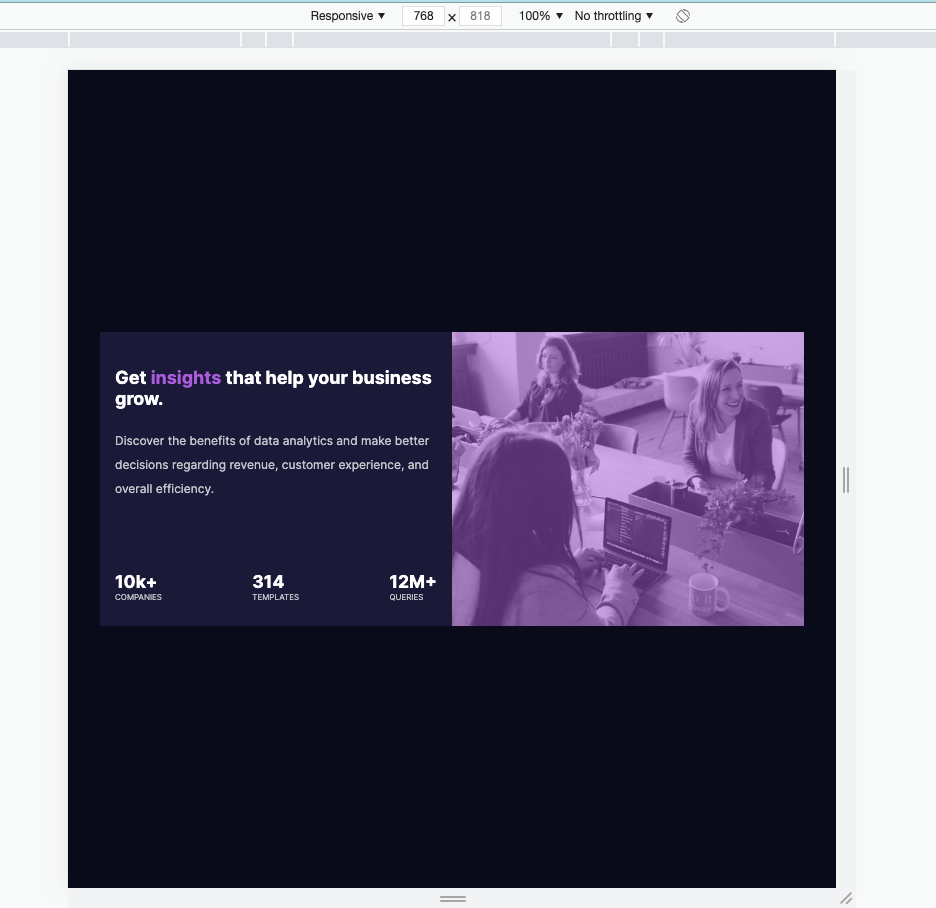 Responsive ▼ 768 × 818 100% ▼ No throttling ▼
Get insights that help your business
grow.
Discover the benefits of data analytics and make better
decisions regarding revenue, customer experience, and
overall efficiency.
10k+ 314 12M+
COMPANIES TEMPLATES QUERIES